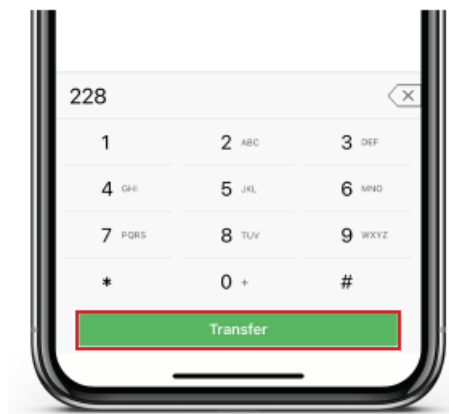 228
1 2 ABC 3 DEF
4 GHI 5 JKL 6 MNO
7 PQRS 8 TUV 9 WXYZ
* 0 + #
Transfer